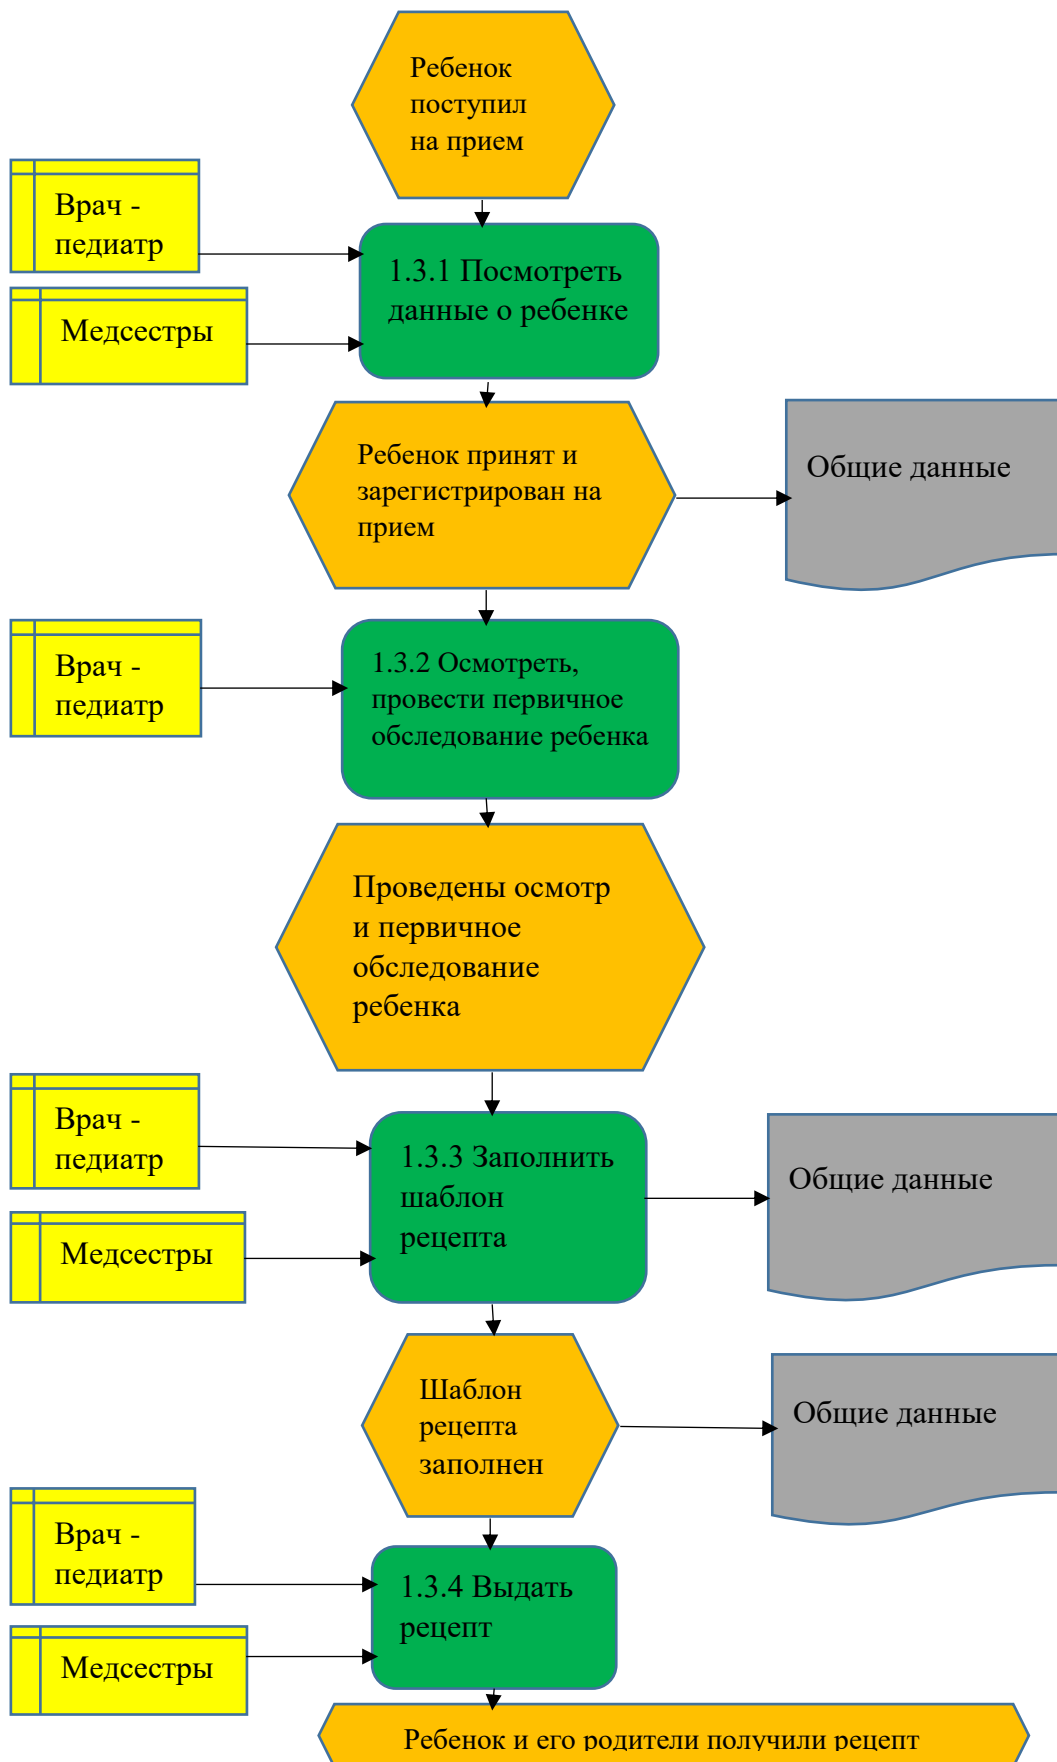 Ребенок
поступил
на прием
Врач -
педиатр
1.3.1 Посмотреть
данные о ребенке
Медсестры
Ребенок принят и
зарегистрирован на
прием
Общие данные
Врач -
педиатр
1.3.2 Осмотреть,
провести первичное
обследование ребенка
Проведены осмотр
и первичное
обследование
ребенка
Врач -
педиатр
1.3.3 Заполнить
шаблон
рецепта
Общие данные
Медсестры
Шаблон
рецепта
заполнен
Общие данные
Врач -
педиатр
1.3.4 Выдать
рецепт
Медсестры
Ребенок и его родители получили рецепт